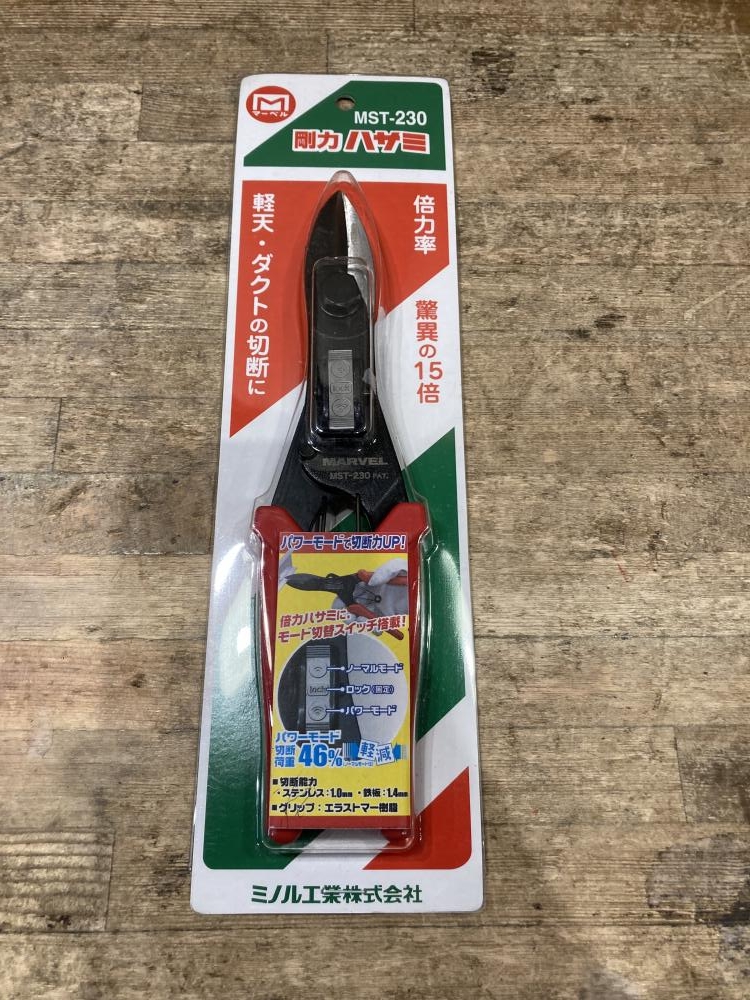 M
マーベル
MST-230
剛力 ハサミ
軽天・ダクトの切断に
倍力率
驚異の15倍
lock
MARVEL
MST-230 PAT.
パワーモードで切断力UP!
倍力ハサミに、
モード切替スイッチ搭載!
ノーマルモード
lock
ロック(固定)
パワーモード
パワーモード
切断
荷重 46% 軽減
■切断能力
・ステンレス:1.0mm ・鉄板:1.4mm
■グリップ:エラストマー樹脂
ミノル工業株式会社